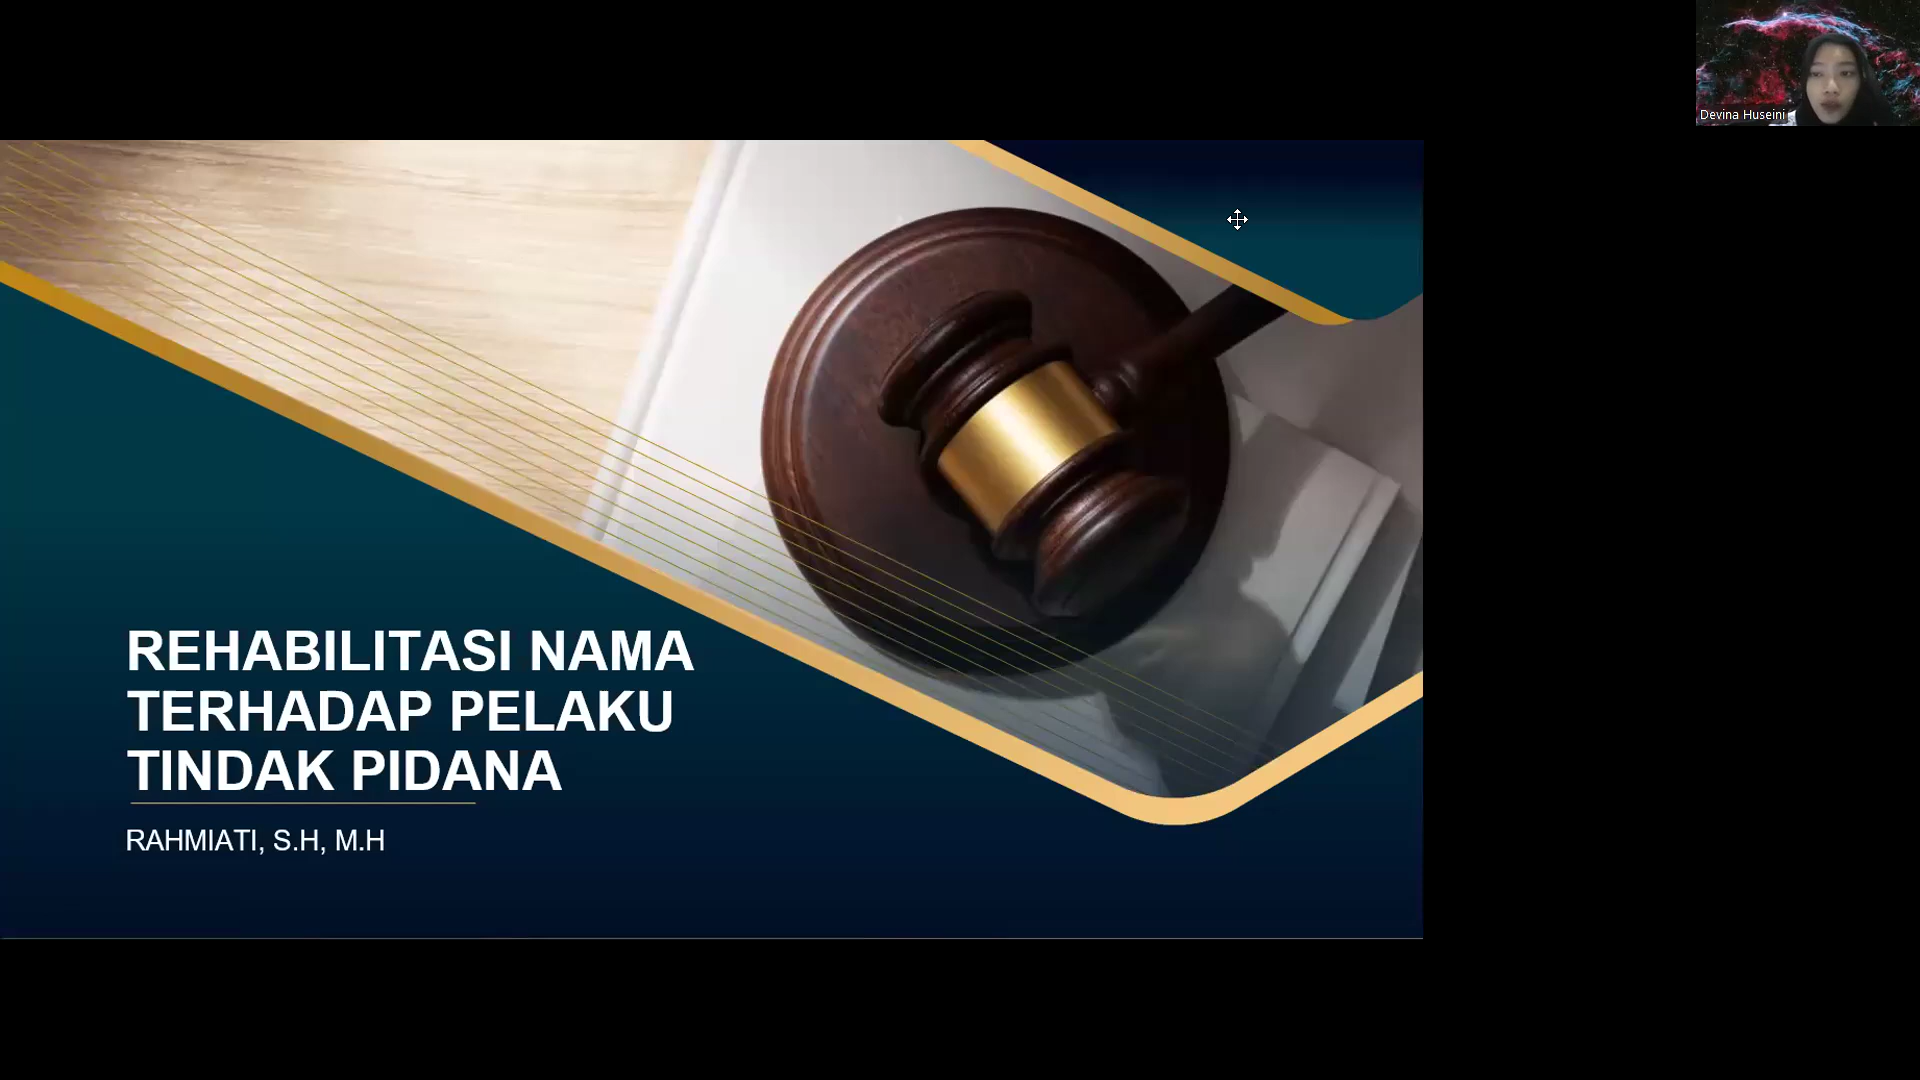 Devina Huseini
REHABILITASI NAMA
TERHADAP PELAKU
TINDAK PIDANA
RAHMIATI, S.H, M.H